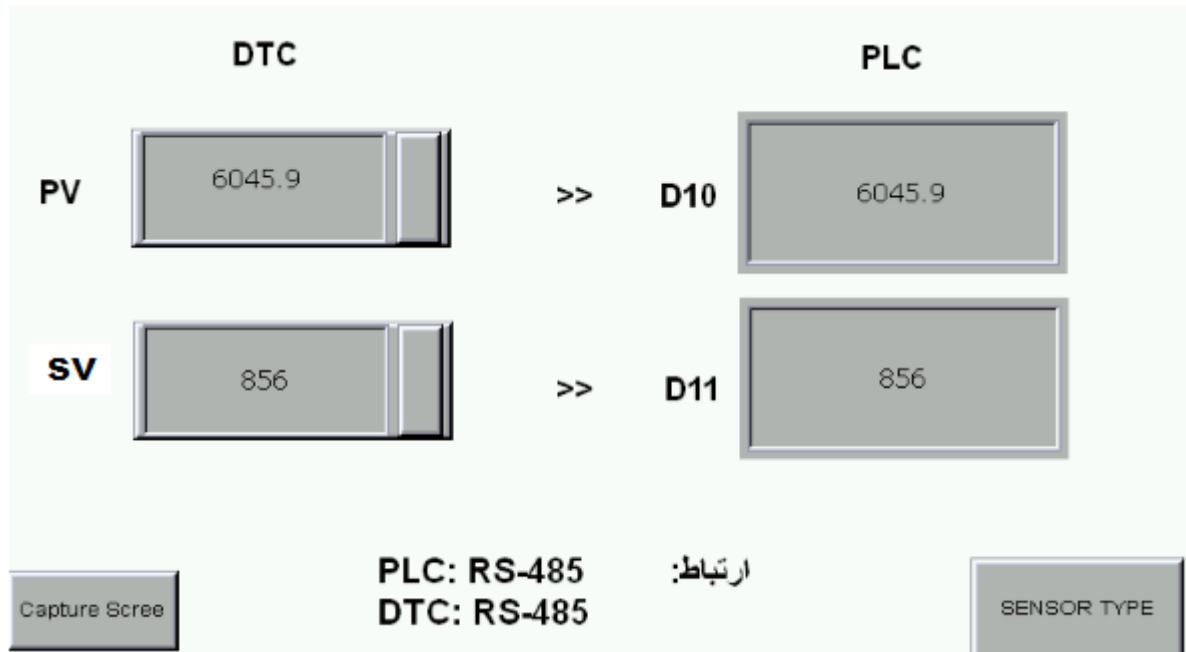 DTC PLC
PV 6045.9 >> D10 6045.9
SV 856 >> D11 856
PLC: RS-485 ارتباط:
DTC: RS-485
Capture Scree SENSOR TYPE